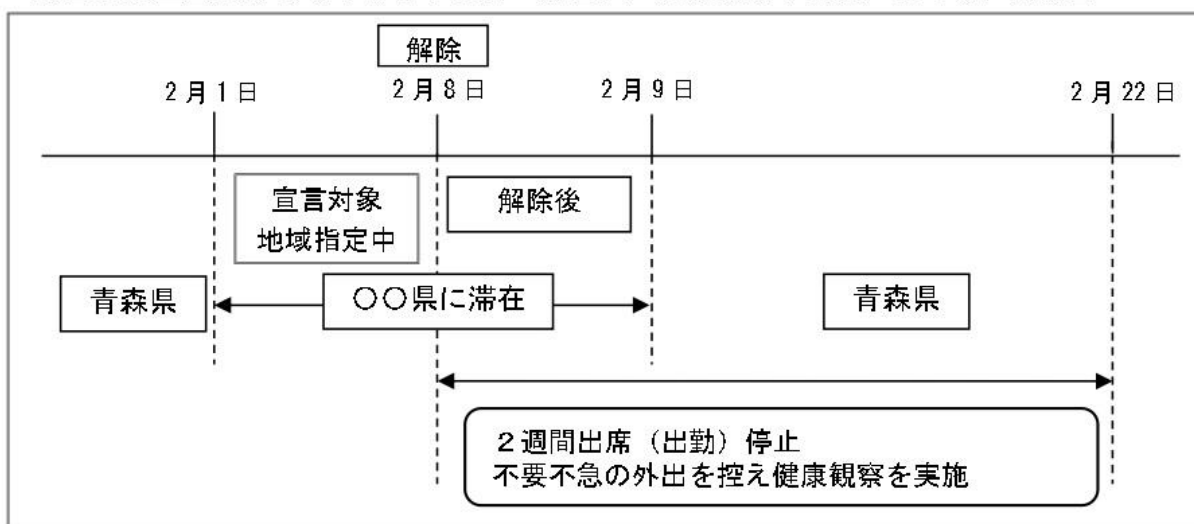 解除
2月1日
2月8日
2月9日
2月22日
宣言対象
地域指定中
解除後
青森県
〇〇県に滞在
青森県
2週間出席（出勤）停止
不要不急の外出を控え健康観察を実施